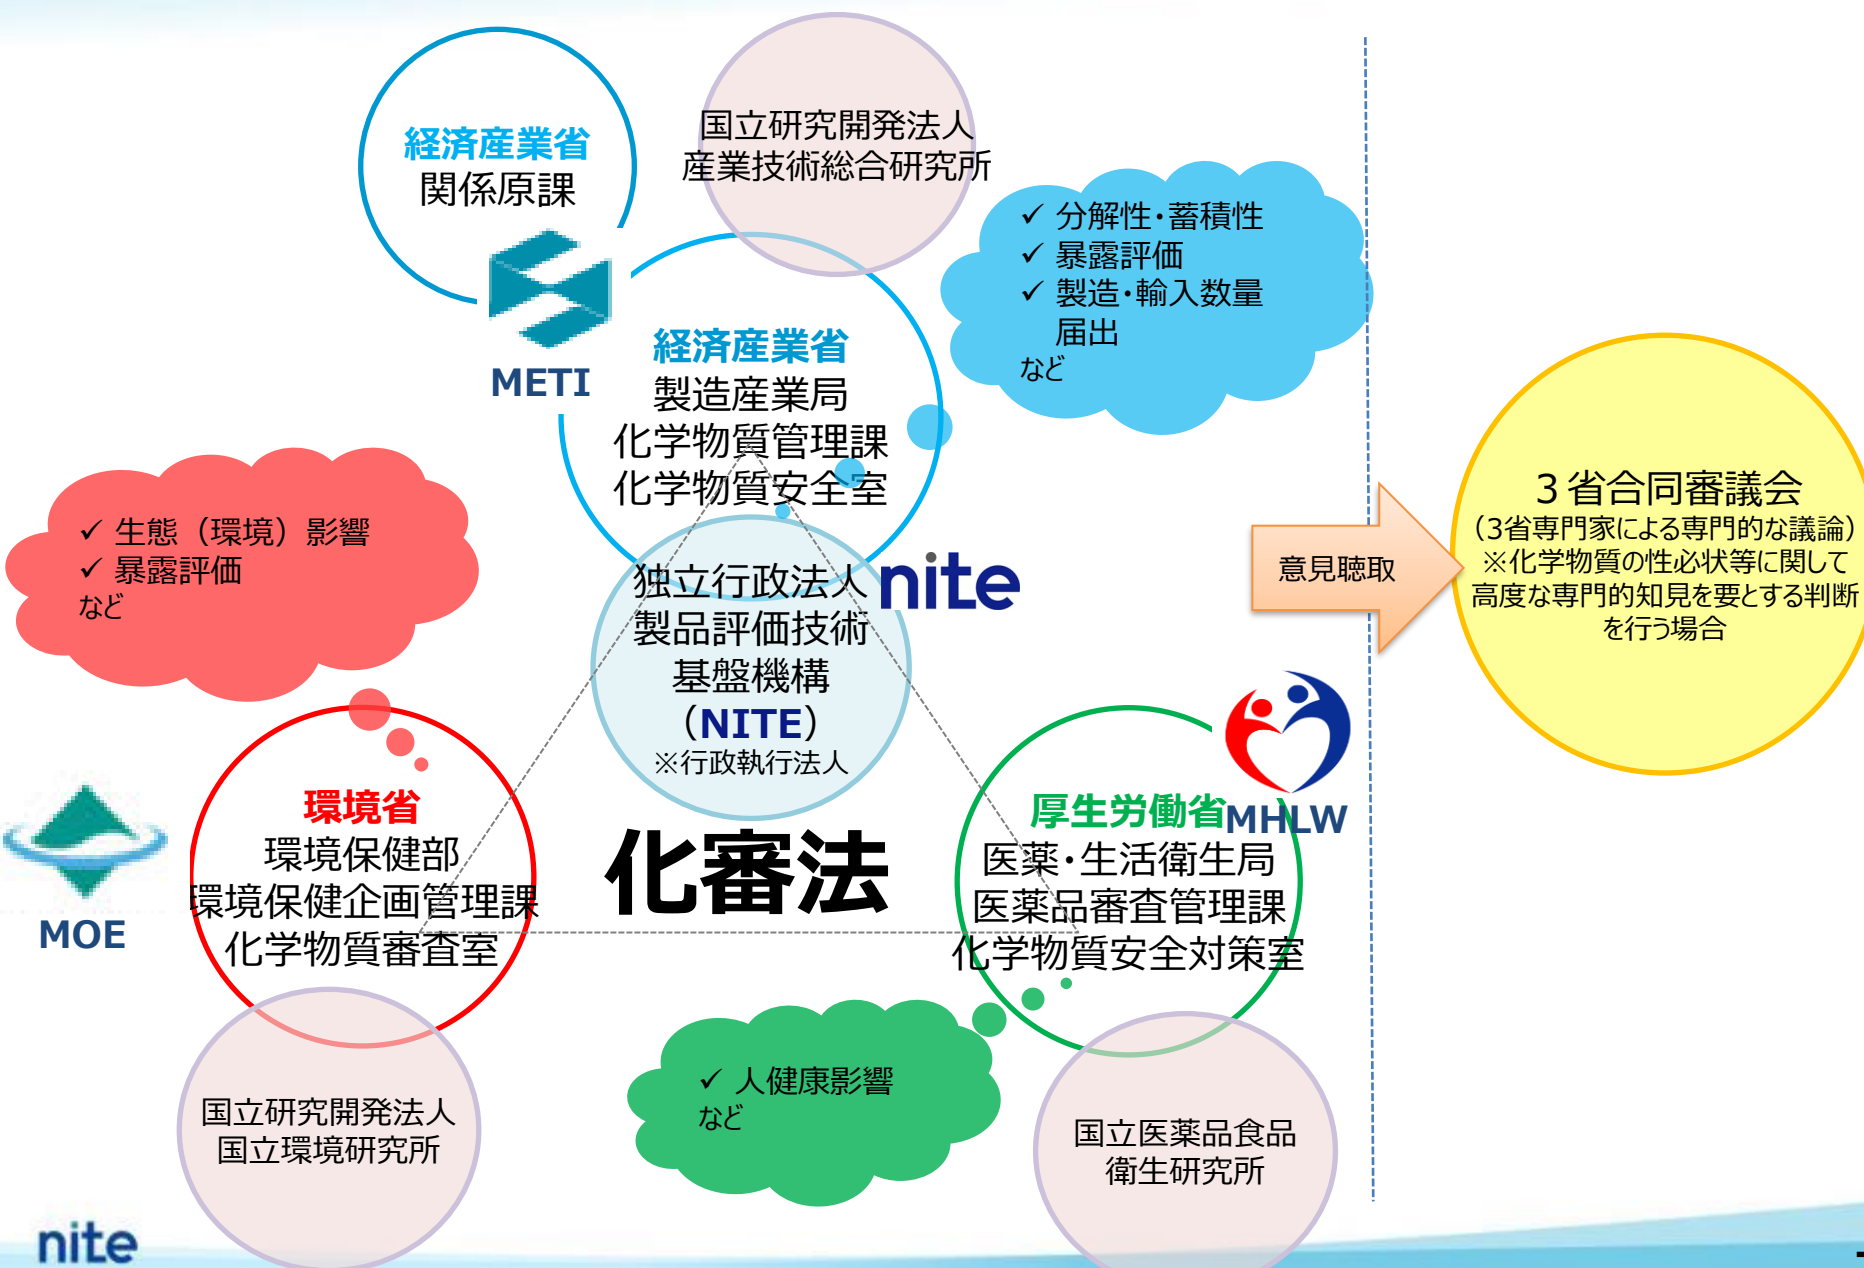 経済産業省
関係原課
国立研究開発法人
産業技術総合研究所
✓ 分解性・蓄積性
✓ 暴露評価
✓ 製造・輸入数量
届出
など
METI
経済産業省
製造産業局
化学物質管理課
化学物質安全室
✓ 生態（環境）影響
✓ 暴露評価
など
独立行政法人
製品評価技術
基盤機構
（NITE）
※行政執行法人
nite
意見聴取
３省合同審議会
（3省専門家による専門的な議論）
※化学物質の性必状等に関して
高度な専門的知見を要とする判断
を行う場合
環境省
環境保健部
環境保健企画管理課
化学物質審査室
MOE
化審法
厚生労働省
MHLW
医薬・生活衛生局
医薬品審査管理課
化学物質安全対策室
✓ 人健康影響
など
国立研究開発法人
国立環境研究所
国立医薬品食品
衛生研究所
nite